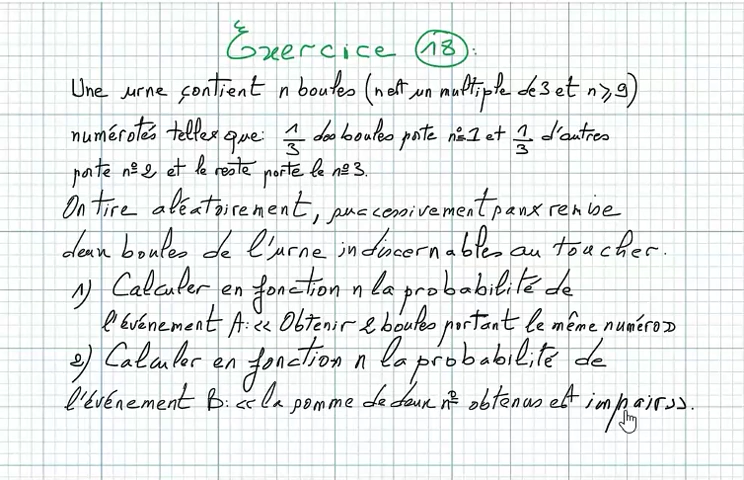 Exercice 18:
Une urne contient n boules (n est un multiple de 3 et n ≥ 9)
numérotés telles que: 1/3 des boules porte n°1 et 1/3 d'autres
porte n°2 et le reste porte le n°3.
On tire aléatoirement, successivement sans remise
deux boules de l'urne indiscernables au toucher.
1) Calculer en fonction n la probabilité de
l'événement A: « Obtenir 2 boules portant le même numéro »
2) Calculer en fonction n la probabilité de
l'événement B: « la somme de deux n° obtenus est impair ».